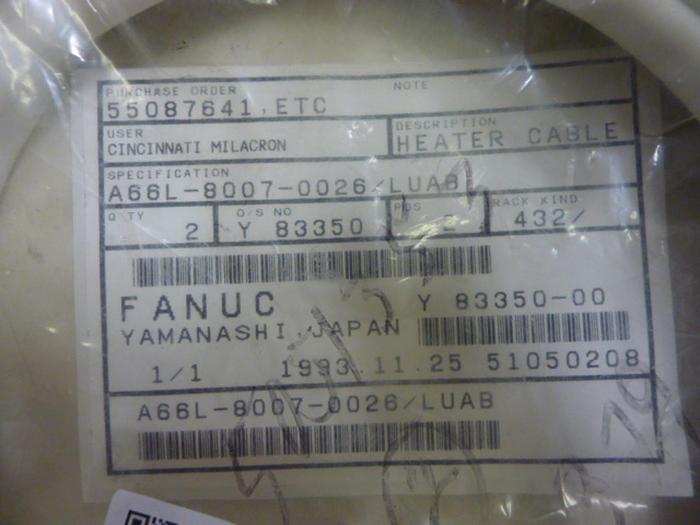 PURCHASE ORDER NOTE
55087641,ETC
USER DESCRIPTION
CINCINNATI MILACRON HEATER CABLE
SPECIFICATION
A66L-8007-0026/LUAB
Q'TY O/S NO POS RACK KIND
2 Y 83350 2 432/
FANUC Y 83350-00
YAMANASHI, JAPAN
1/1 1993.11.25 51050208
A66L-8007-0026/LUAB
2